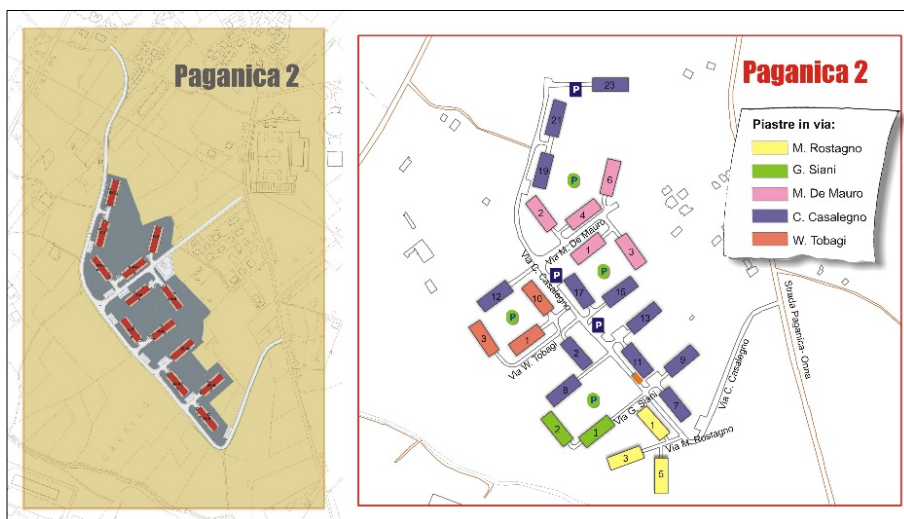 Paganica 2
Paganica 2
Piastre in via:
M. Rostagno
G. Siani
M. De Mauro
C. Casalegno
W. Tobagi
P
23
21
19
P
6
2
4
Via M. De Mauro
1
3
Via C. Casalegno
P
P
12
10
17
15
P
3
1
P
13
Via W. Tobagi
2
11
9
8
P
Via G. Siani
7
Via C. Casalegno
Strada Paganica- Onna
2
1
1
Via M. Rostagno
3
5